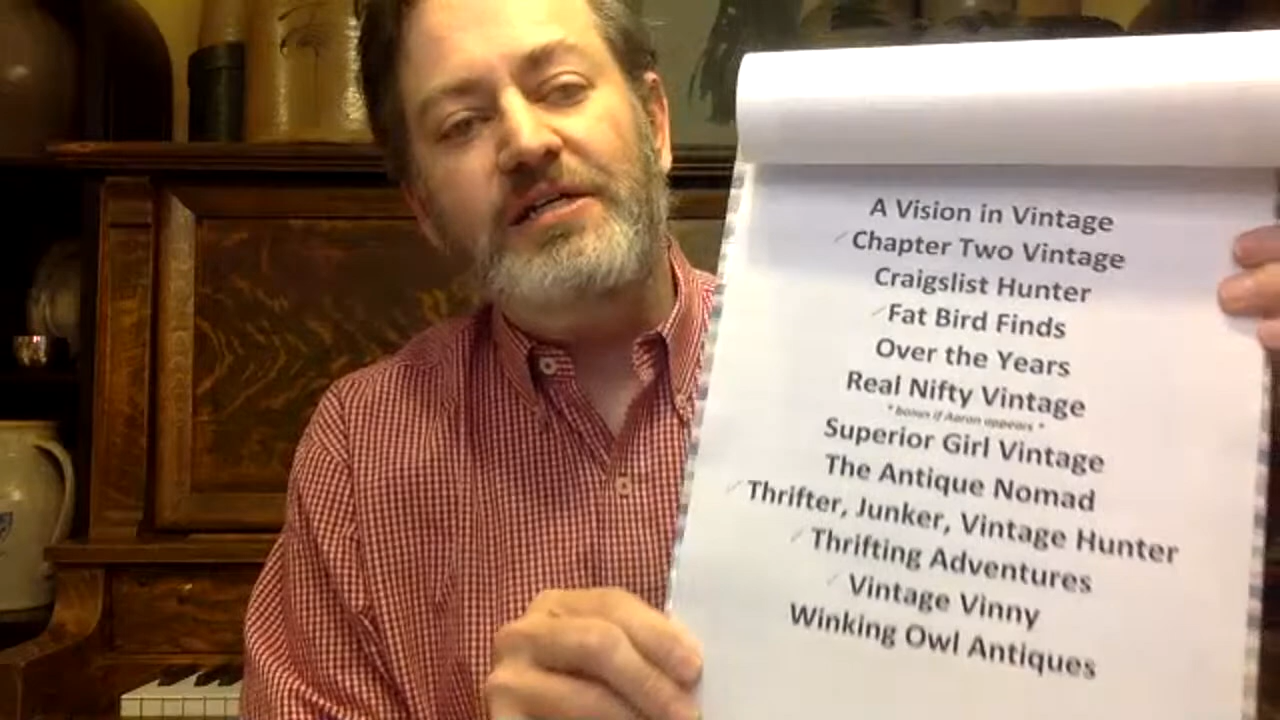 A Vision in Vintage
Chapter Two Vintage
Craigslist Hunter
Fat Bird Finds
Over the Years
Real Nifty Vintage
* bonus if Aaron appears *
Superior Girl Vintage
The Antique Nomad
Thrifter, Junker, Vintage Hunter
Thrifting Adventures
Vintage Vinny
Winking Owl Antiques